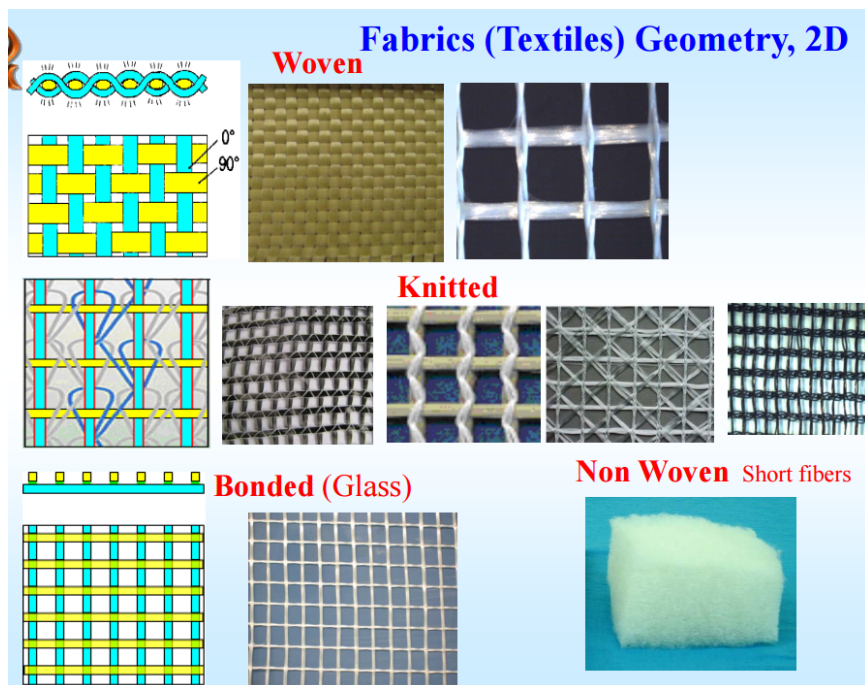 Fabrics (Textiles) Geometry, 2D
Woven
0°
90°
Knitted
Bonded (Glass)
Non Woven Short fibers